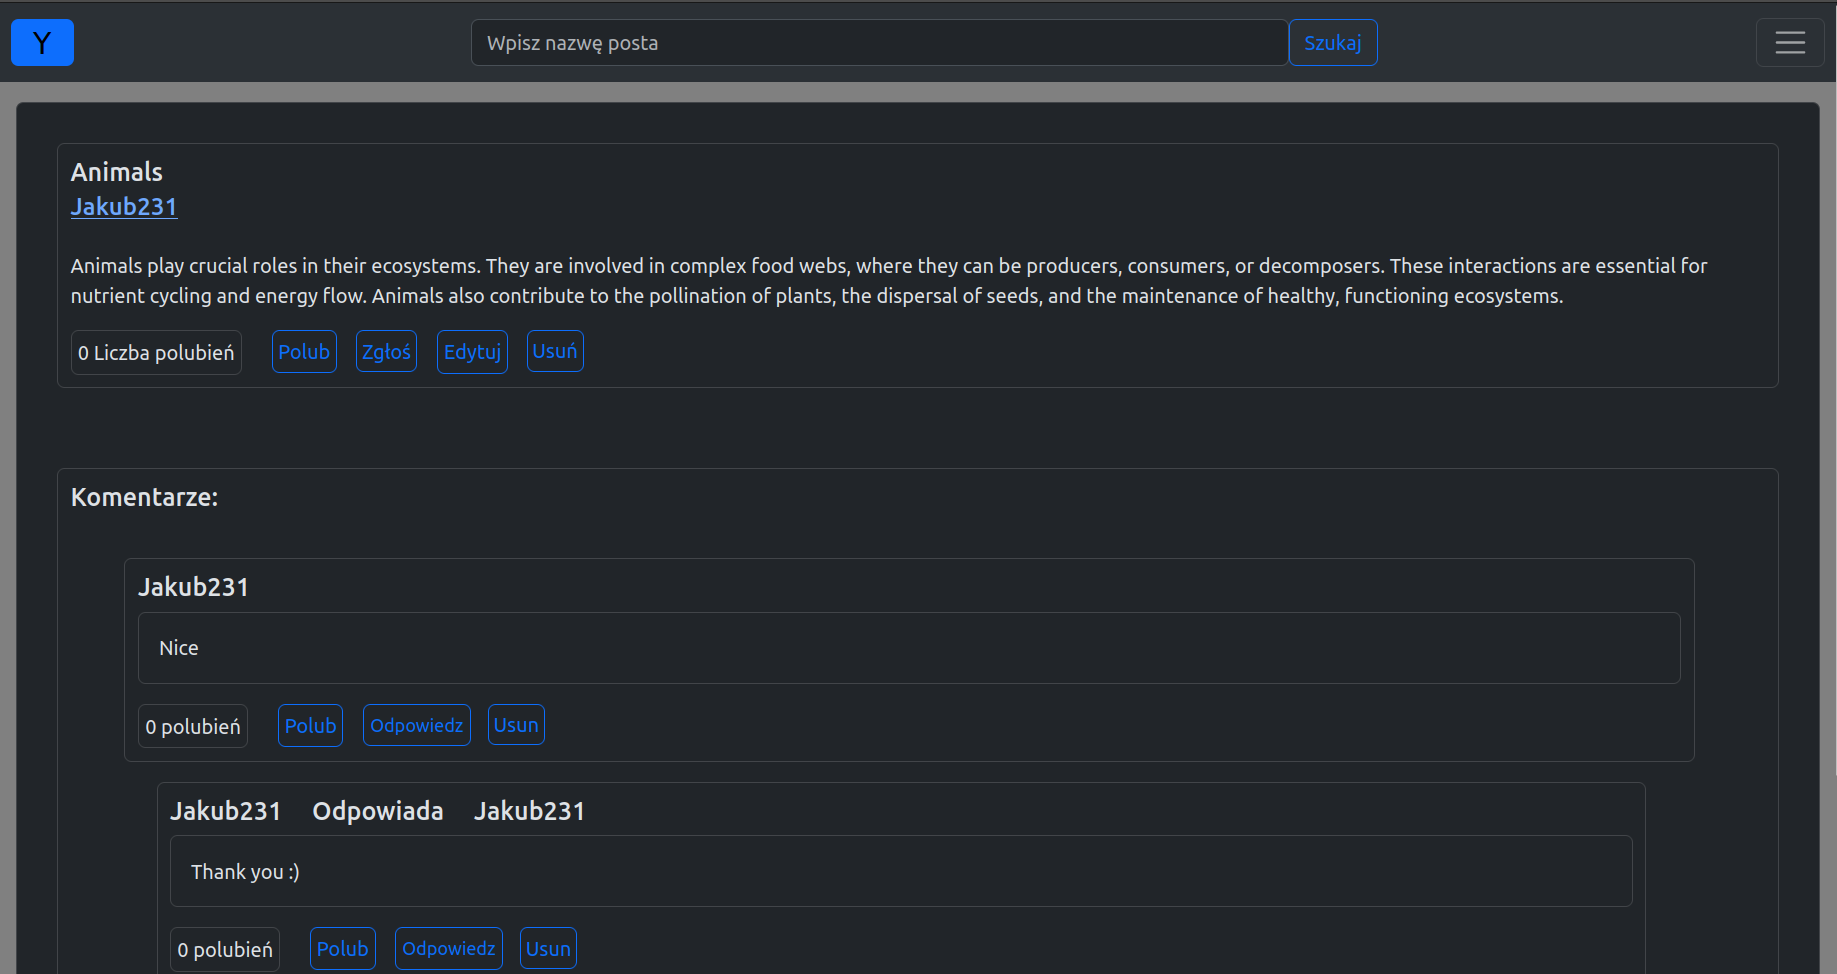 Y Wpisz nazwę posta Szukaj
Animals
Jakub231
Animals play crucial roles in their ecosystems. They are involved in complex food webs, where they can be producers, consumers, or decomposers. These interactions are essential for
nutrient cycling and energy flow. Animals also contribute to the pollination of plants, the dispersal of seeds, and the maintenance of healthy, functioning ecosystems.
0 Liczba polubień Polub Zgłoś Edytuj Usuń
Komentarze:
Jakub231
Nice
0 polubień Polub Odpowiedz Usun
Jakub231 Odpowiada Jakub231
Thank you :)
0 polubień Polub Odpowiedz Usun